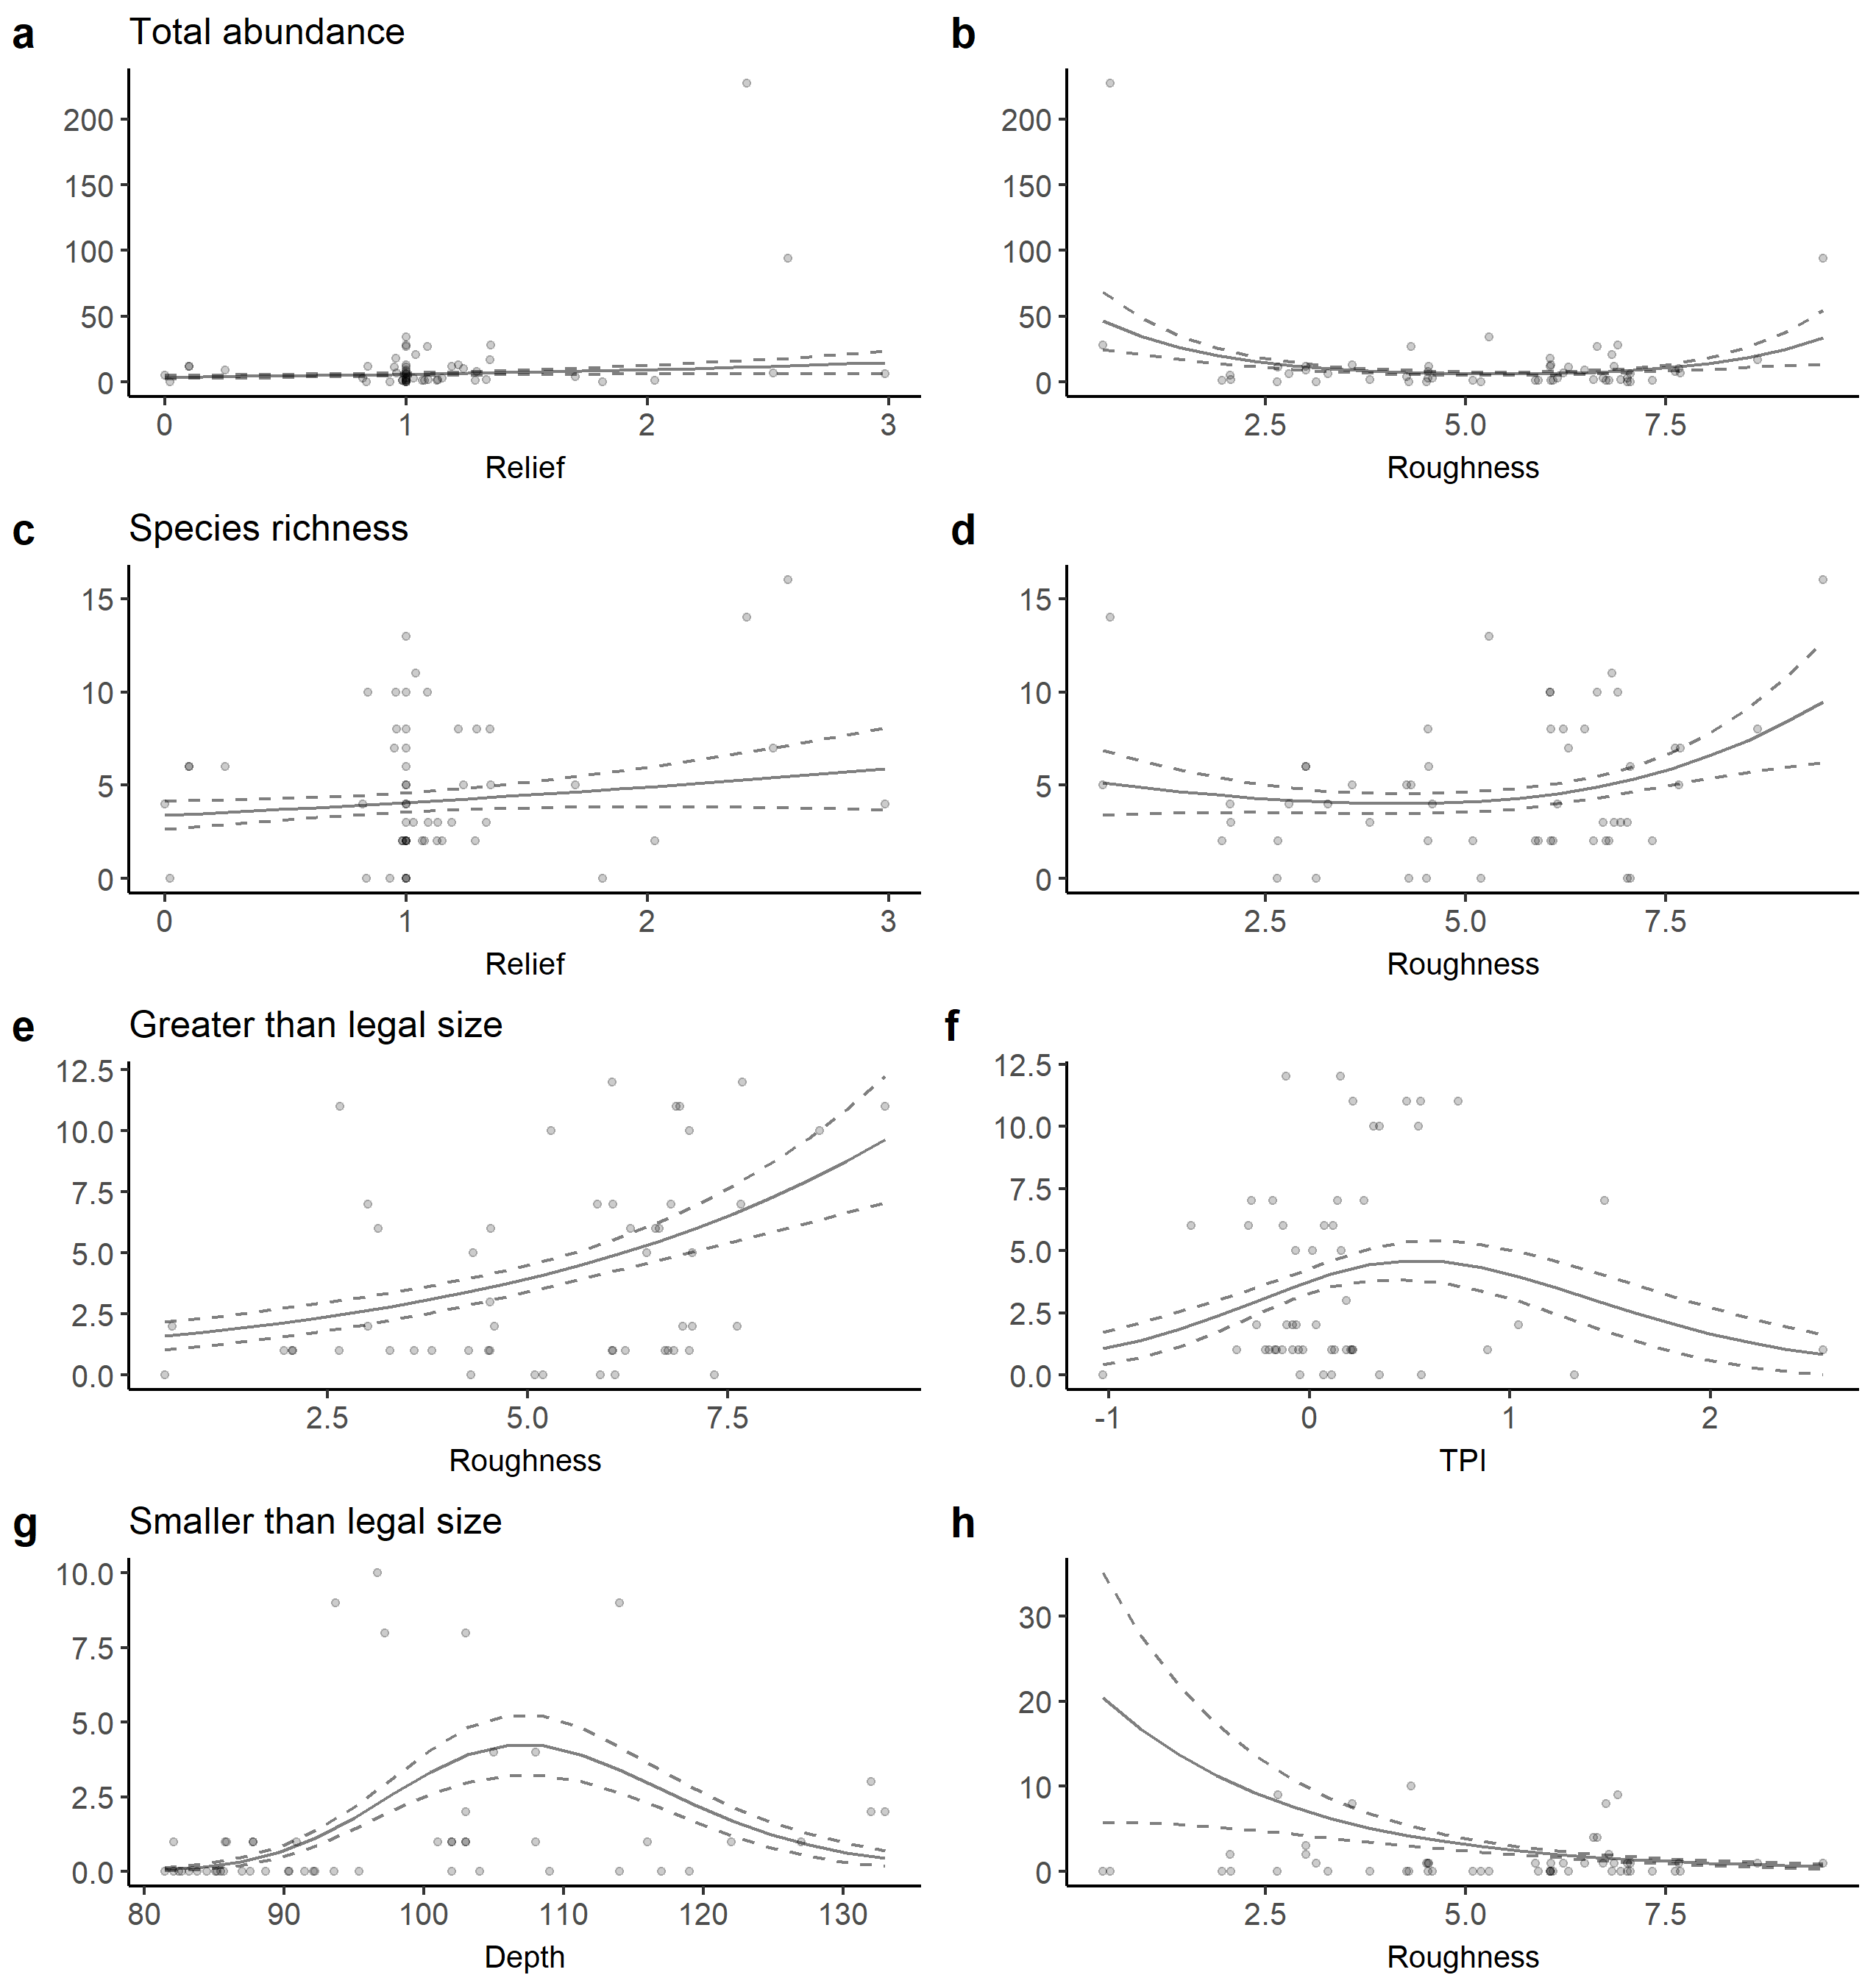 a Total abundance b
200 200
150 150
100 100
50 50
0 0
0 1 2 3 2.5 5.0 7.5
Relief Roughness
c Species richness d
15 15
10 10
5 5
0 0
0 1 2 3 2.5 5.0 7.5
Relief Roughness
e Greater than legal size f
12.5 12.5
10.0 10.0
7.5 7.5
5.0 5.0
2.5 2.5
0.0 0.0
2.5 5.0 7.5 -1 0 1 2
Roughness TPI
g Smaller than legal size h
10.0
7.5 30
5.0 20
2.5 10
0.0 0
80 90 100 110 120 130 2.5 5.0 7.5
Depth Roughness